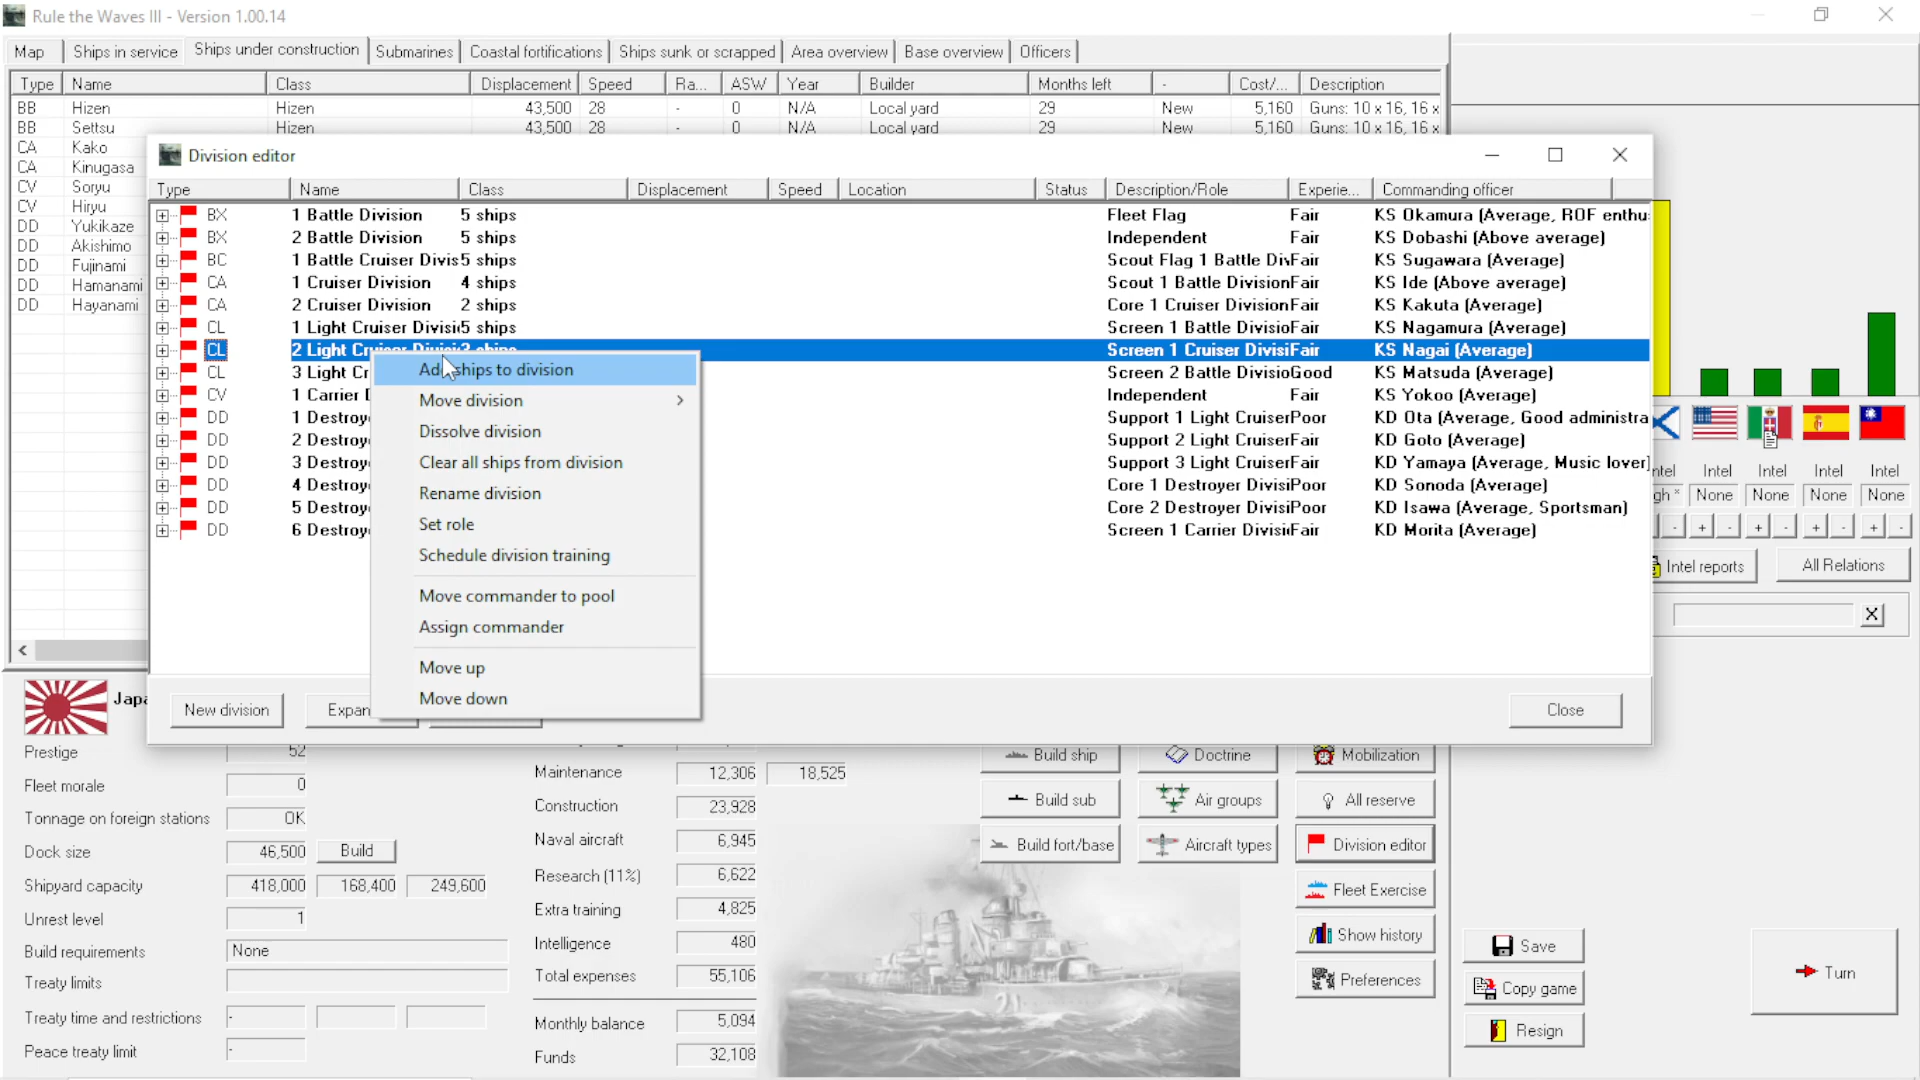 Rule the Waves III - Version 1.00.14
Map Ships in service Ships under construction Submarines Coastal fortifications Ships sunk or scrapped Area overview Base overview Officers
Type Name Class Displacement Speed Ra... ASW Year Builder Months left - Cost/... Description
BB Hizen Hizen 43,500 28 - 0 N/A Local yard 29 New 5,160 Guns: 10 x 16, 16 x
BB Settsu Hizen 43,500 28 - 0 N/A Local yard 29 New 5,160 Guns: 10 x 16, 16 x
CA Kako
CA Kinugasa
CV Soryu
CV Hiryu
DD Yukikaze
DD Akishimo
DD Fujinami
DD Hamanami
DD Hayanami
Division editor
Type Name Class Displacement Speed Location Status Description/Role Experie... Commanding officer
BX 1 Battle Division 5 ships Fleet Flag Fair KS Okamura (Average, ROF enthu
BX 2 Battle Division 5 ships Independent Fair KS Dobashi (Above average)
BC 1 Battle Cruiser Divis 5 ships Scout Flag 1 Battle Div Fair KS Sugawara (Average)
CA 1 Cruiser Division 4 ships Scout 1 Battle Division Fair KS Ide (Above average)
CA 2 Cruiser Division 2 ships Core 1 Cruiser Division Fair KS Kakuta (Average)
CL 1 Light Cruiser Divisi 5 ships Screen 1 Battle Divisio Fair KS Nagamura (Average)
CL 2 Light Cruiser Divisi 3 ships Screen 1 Cruiser Divisi Fair KS Nagai (Average)
CL 3 Light Cr Screen 2 Battle Divisio Good KS Matsuda (Average)
CV 1 Carrier Independent Fair KS Yokoo (Average)
DD 1 Destroy Support 1 Light Cruiser Poor KD Ota (Average, Good administra
DD 2 Destroy Support 2 Light Cruiser Fair KD Goto (Average)
DD 3 Destroy Support 3 Light Cruiser Fair KD Yamaya (Average, Music lover)
DD 4 Destroy Core 1 Destroyer Divisi Poor KD Sonoda (Average)
DD 5 Destroy Core 2 Destroyer Divisi Poor KD Isawa (Average, Sportsman)
DD 6 Destroy Screen 1 Carrier Divisi Fair KD Morita (Average)
Add ships to division
Move division
Dissolve division
Clear all ships from division
Rename division
Set role
Schedule division training
Move commander to pool
Assign commander
Move up
Move down
New division Expan Close
ntel Intel Intel Intel Intel
gh * None None None None
- + - + - + - + -
Intel reports All Relations
X
Japa
Prestige 52
Fleet morale 0
Tonnage on foreign stations OK
Dock size 46,500 Build
Shipyard capacity 418,000 168,400 249,600
Unrest level 1
Build requirements None
Treaty limits
Treaty time and restrictions -
Peace treaty limit -
Maintenance 12,306 18,525
Construction 23,928
Naval aircraft 6,945
Research (11%) 6,622
Extra training 4,825
Intelligence 480
Total expenses 55,106
Monthly balance 5,094
Funds 32,108
Build ship Doctrine Mobilization
Build sub Air groups All reserve
Build fort/base Aircraft types Division editor
Fleet Exercise
Show history
Preferences
Save
Copy game
Resign
Turn